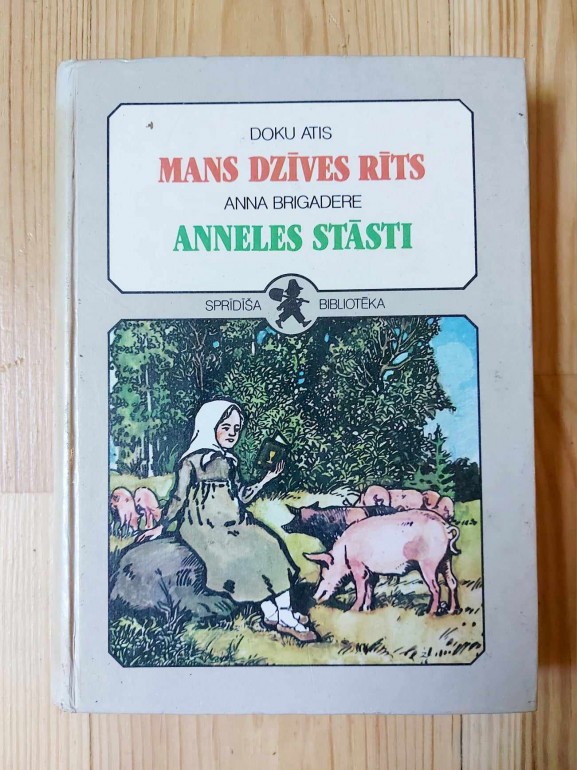 DOKU ATIS
MANS DZĪVES RĪTS
ANNA BRIGADERE
ANNELES STĀSTI
SPRĪDĪŠA BIBLIOTĒKA